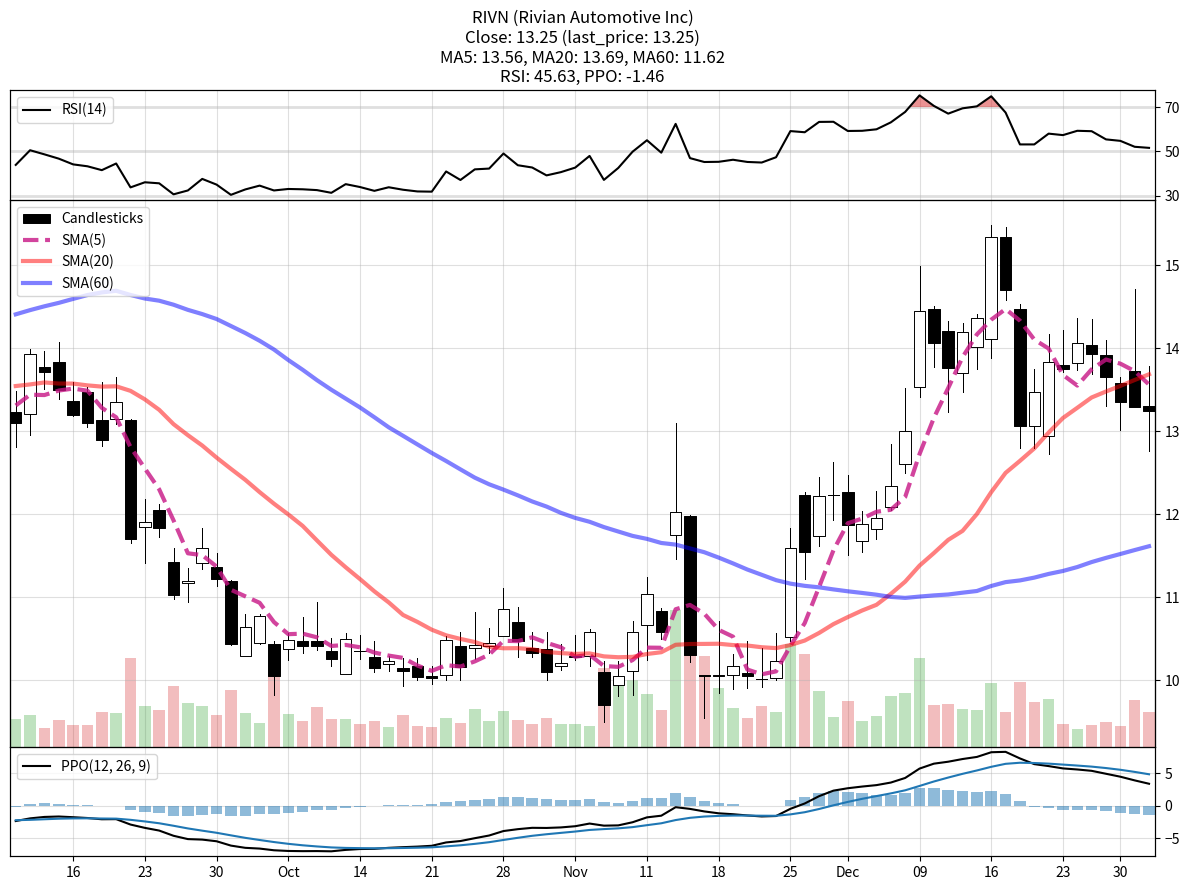 RIVN (Rivian Automotive Inc)
Close: 13.25 (last_price: 13.25)
MA5: 13.56, MA20: 13.69, MA60: 11.62
RSI: 45.63, PPO: -1.46
RSI(14)
70
50
30
Candlesticks
SMA(5)
SMA(20)
SMA(60)
15
14
13
12
11
10
PPO(12, 26, 9)
5
0
−5
16 23 30 Oct 14 21 28 Nov 11 18 25 Dec 09 16 23 30